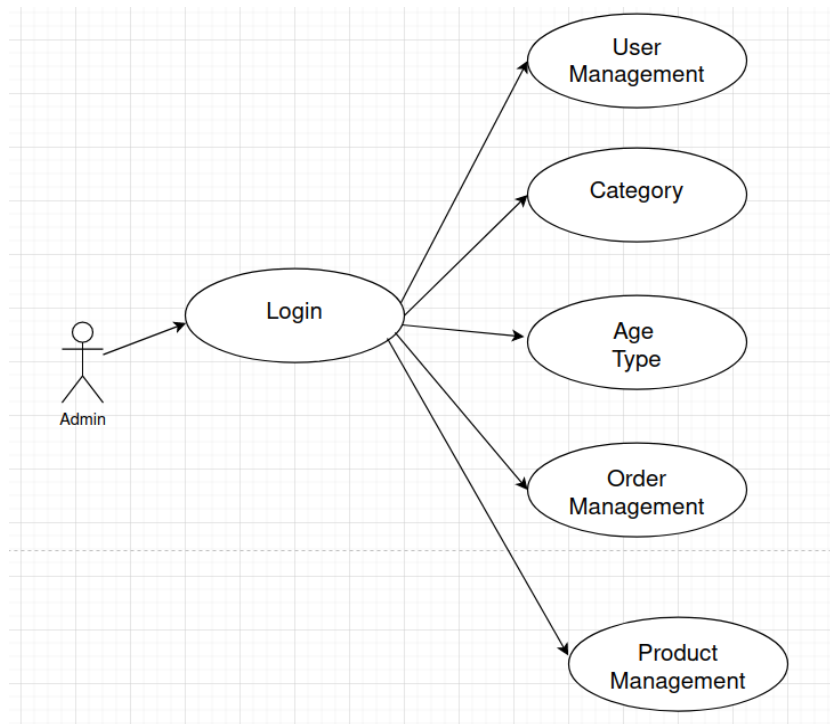 User
Management
Category
Login
Age
Type
Admin
Order
Management
Product
Management